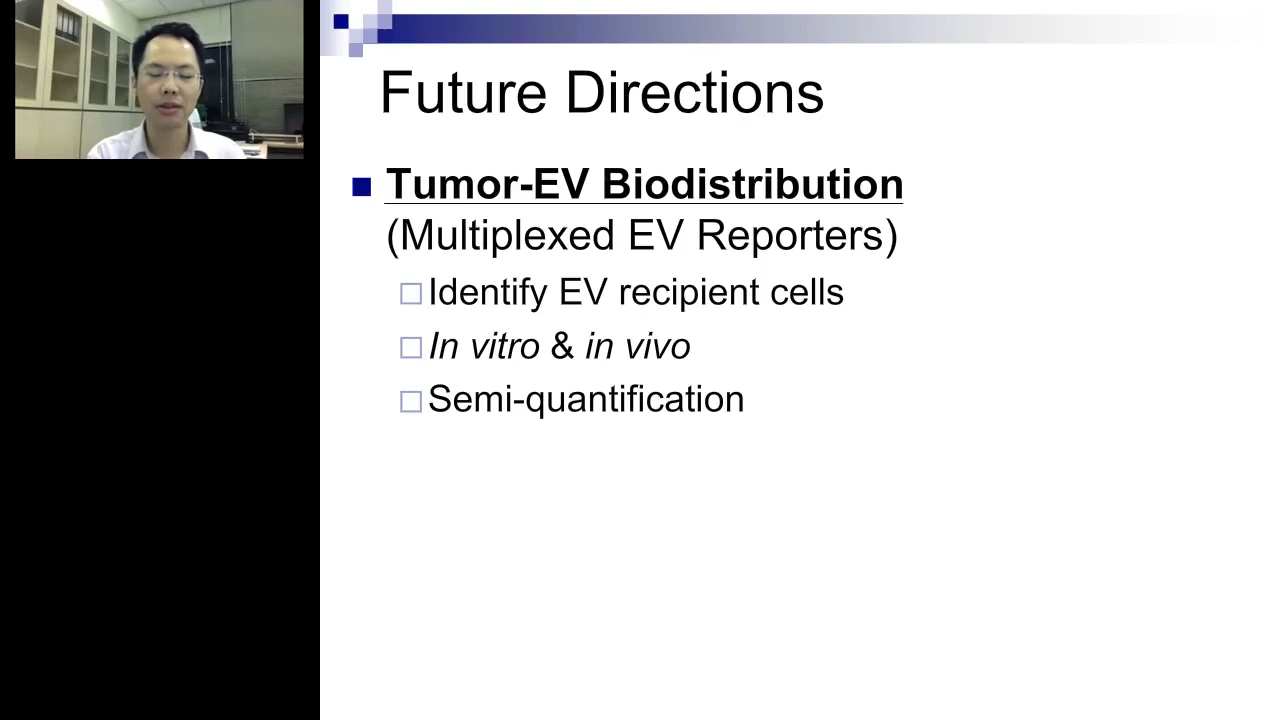 Future Directions
Tumor-EV Biodistribution
(Multiplexed EV Reporters)
Identify EV recipient cells
In vitro & in vivo
Semi-quantification